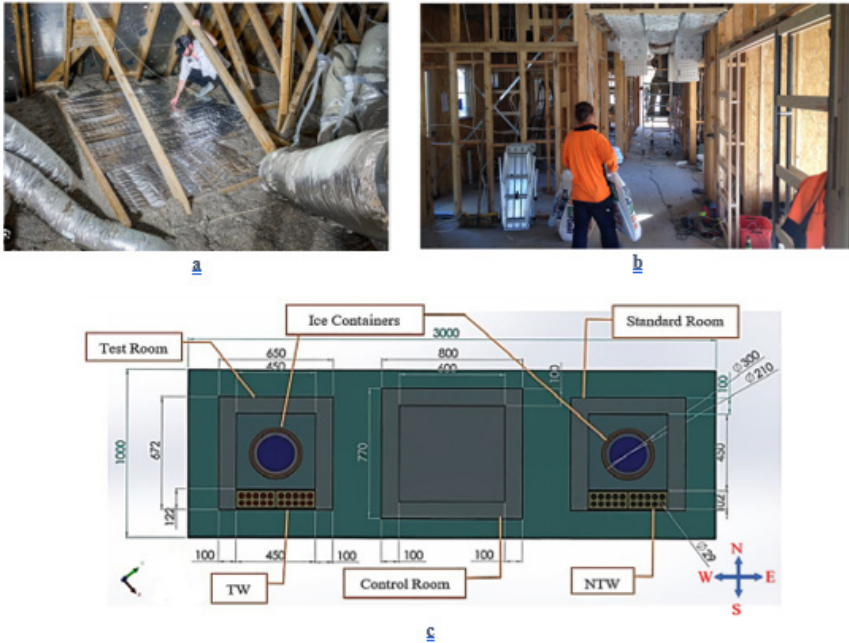 a
b
Ice Containers
Standard Room
Test Room
3000
650
800
Ø300
450
600
100
Ø210
100
672
1000
770
450
122
102
Ø29
100
450
100
100
100
TW
Control Room
NTW
N
W
E
S
c